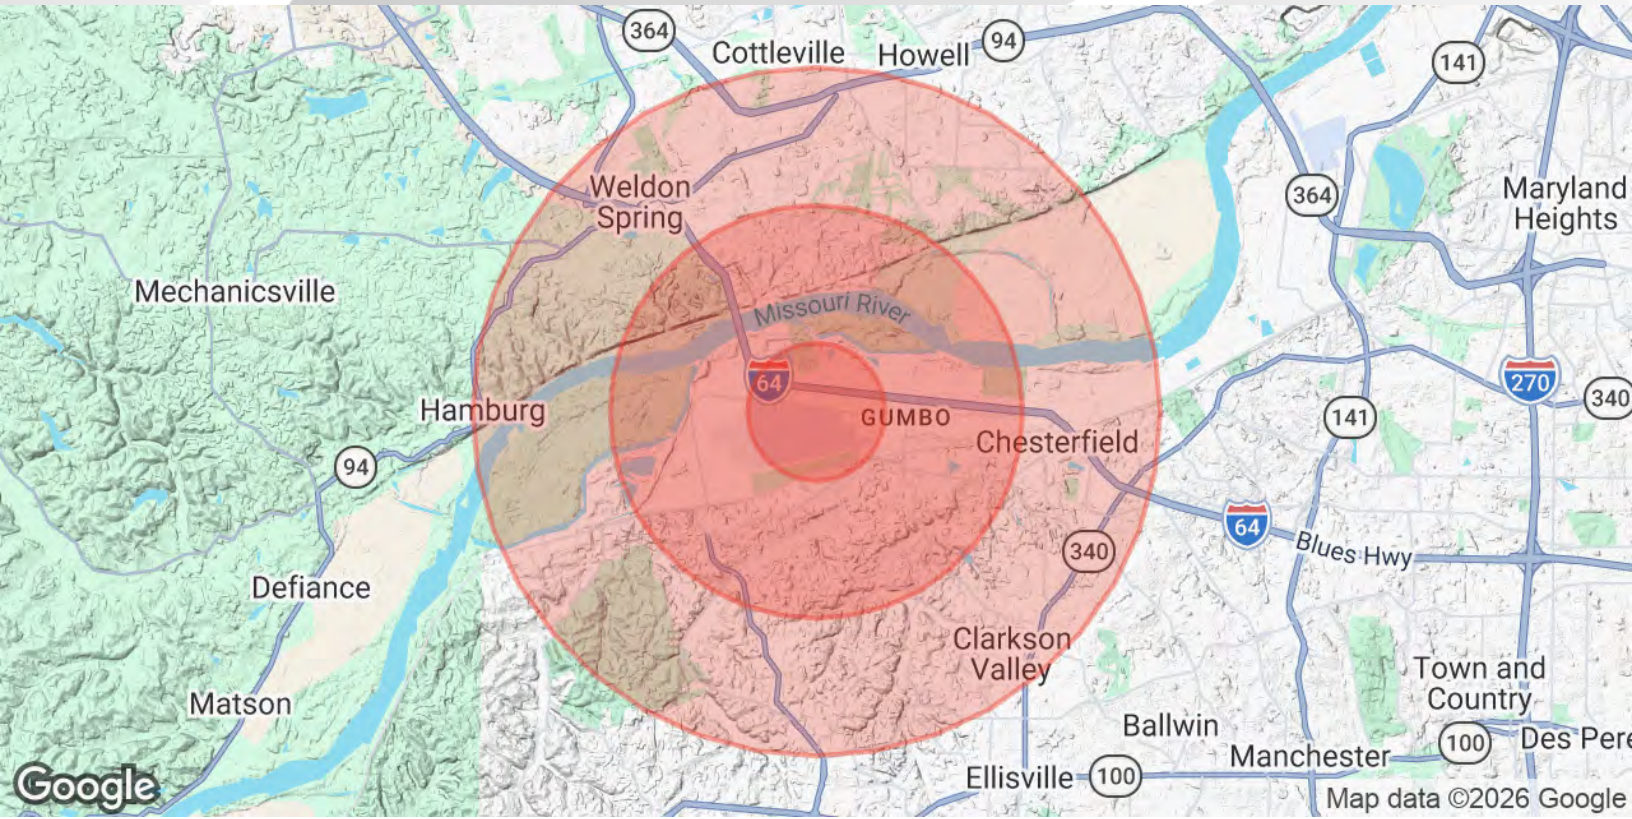 364
Cottleville
Howell
94
141
Weldon
Spring
364
Maryland
Heights
Mechanicsville
Missouri River
64
270
340
Hamburg
GUMBO
141
Chesterfield
94
64
Blues Hwy
340
Defiance
Clarkson
Valley
Town and
Country
Matson
Ballwin
100
Des Pere
Manchester
Ellisville
100
Google
Map data ©2026 Google